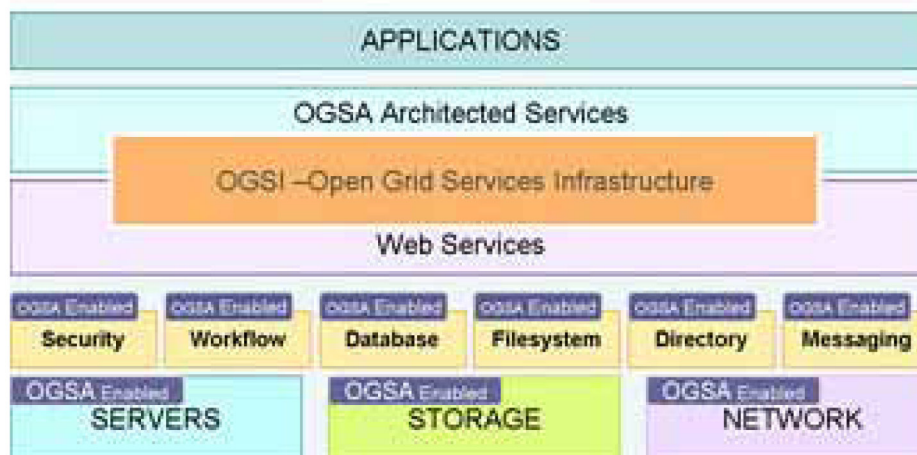 APPLICATIONS
OGSA Architected Services
OGSI –Open Grid Services Infrastructure
Web Services
OGSA Enabled OGSA Enabled OGSA Enabled OGSA Enabled OGSA Enabled OGSA Enabled
Security Workflow Database Filesystem Directory Messaging
OGSA Enabled OGSA Enabled OGSA Enabled
SERVERS STORAGE NETWORK